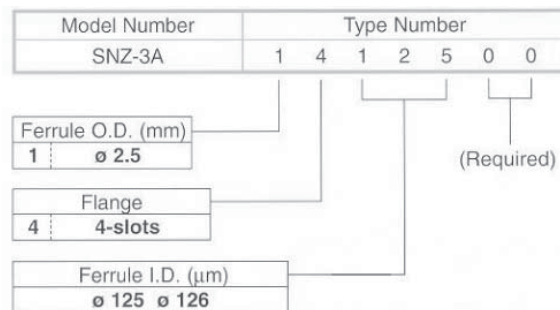 Model Number Type Number
SNZ-3A 1 4 1 2 5 0 0
Ferrule O.D. (mm)
1 ø 2.5
(Required)
Flange
4 4-slots
Ferrule I.D. (µm)
ø 125 ø 126